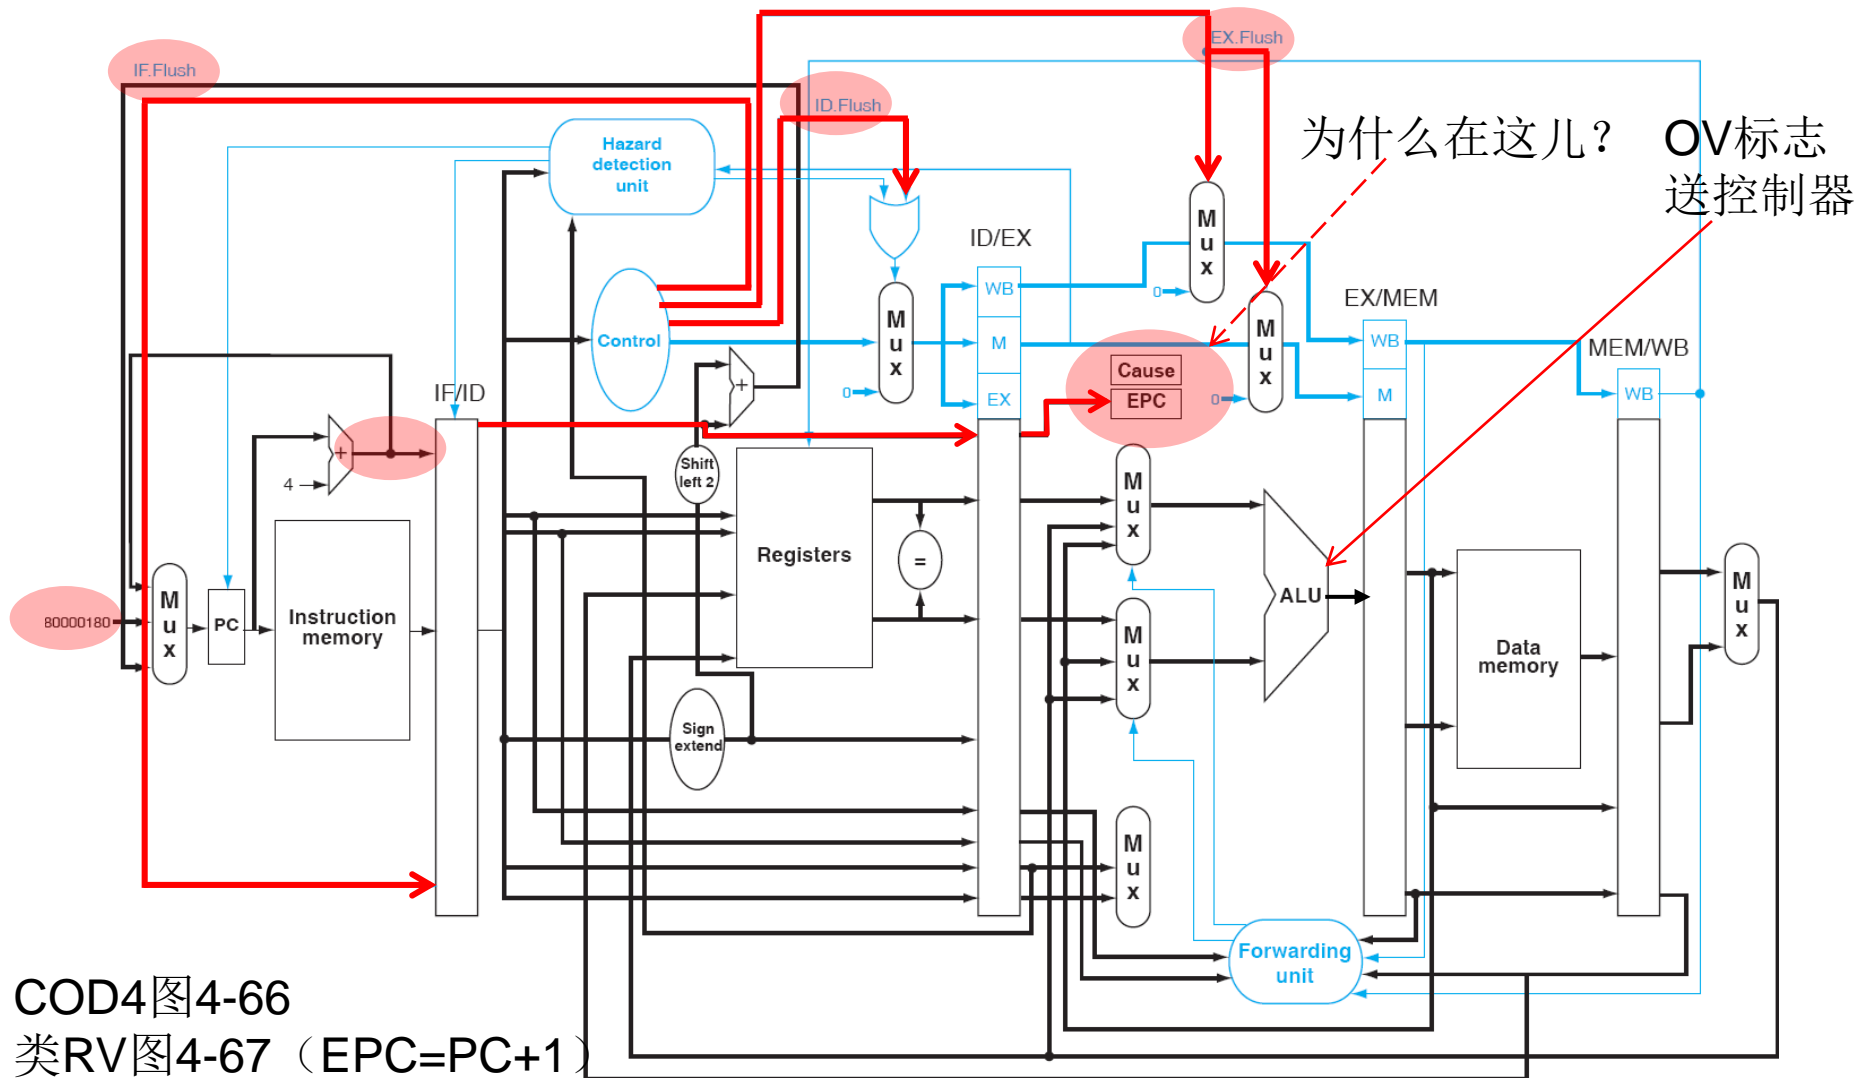 IF.Flush
EX.Flush
ID.Flush
为什么在这儿？
OV标志
送控制器
Hazard
detection
unit
M
u
x
0
ID/EX
WB
M
EX
Control
M
u
x
0
M
u
x
0
EX/MEM
WB
M
MEM/WB
WB
Cause
EPC
IF/ID
+
+
4
Shift
left 2
M
u
x
Registers
=
80000180
M
u
x
PC
Instruction
memory
ALU
M
u
x
Data
memory
M
u
x
Sign
extend
M
u
x
Forwarding
unit
COD4图4-66
类RV图4-67（EPC=PC+1）